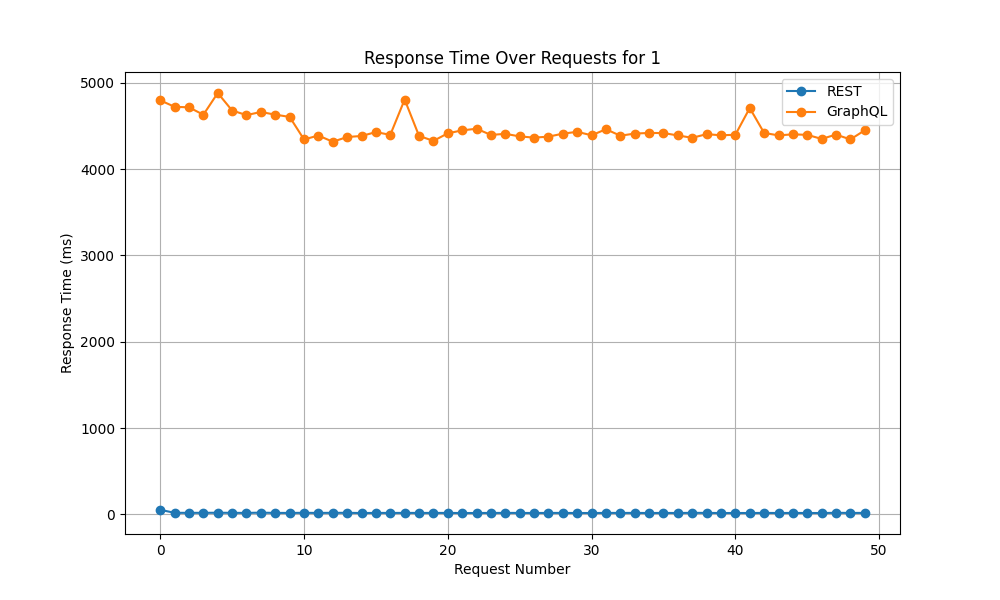 Response Time Over Requests for 1
REST
GraphQL
5000
4000
3000
2000
1000
0
Response Time (ms)
0 10 20 30 40 50
Request Number